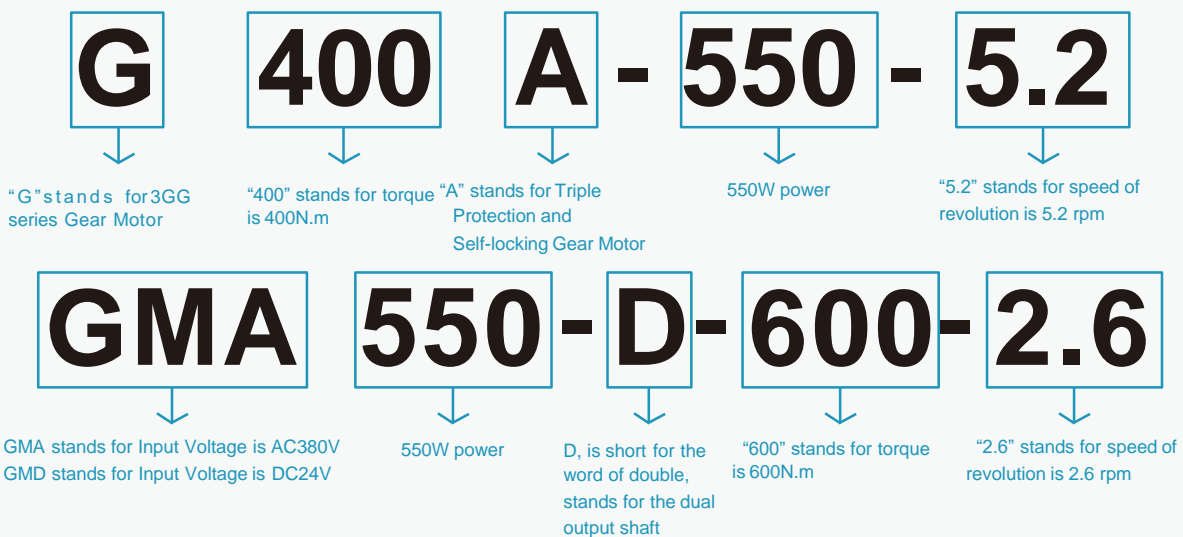 G 400 A - 550 - 5.2
“G”stands for 3GG
series Gear Motor
“400” stands for torque
is 400N.m
“A” stands for Triple
Protection and
Self-locking Gear Motor
550W power
“5.2” stands for speed of
revolution is 5.2 rpm
GMA 550 - D - 600 - 2.6
GMA stands for Input Voltage is AC380V
GMD stands for Input Voltage is DC24V
550W power
D, is short for the
word of double,
stands for the dual
output shaft
“600” stands for torque
is 600N.m
“2.6” stands for speed of
revolution is 2.6 rpm